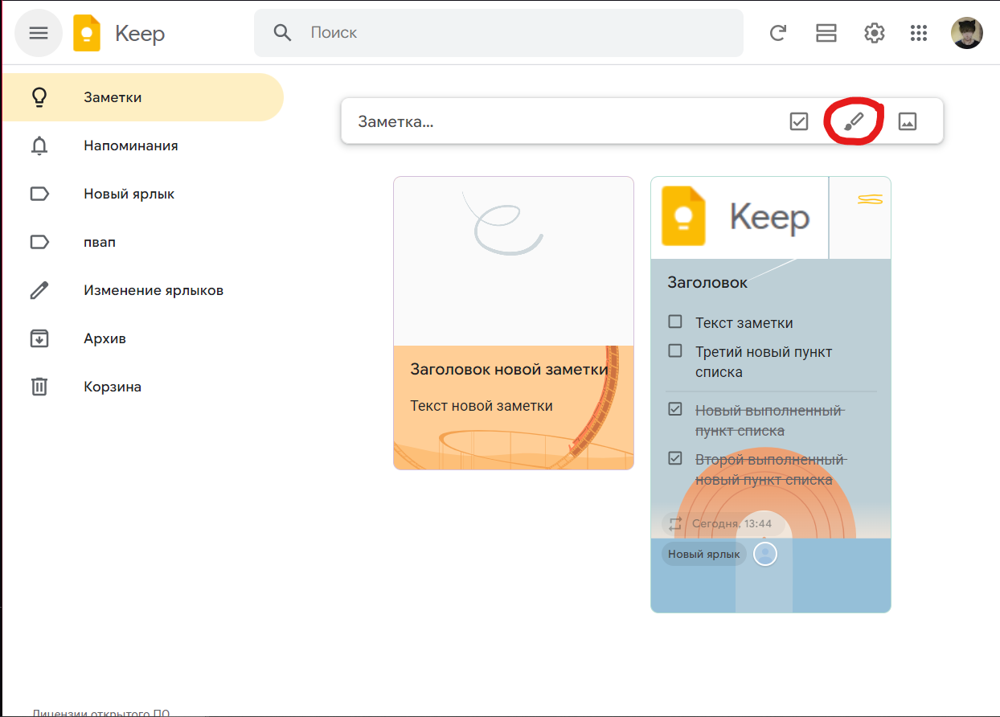 Keep
Поиск
Заметки
Напоминания
Новый ярлык
пвап
Изменение ярлыков
Архив
Корзина
Заметка...
Заголовок новой заметки
Текст новой заметки
Keep
Заголовок
Текст заметки
Третий новый пункт
списка
Новый выполненный
пункт списка
Второй выполненный
новый пункт списка
Сегодня, 13:44
Новый ярлык
Лицензии открытого ПО